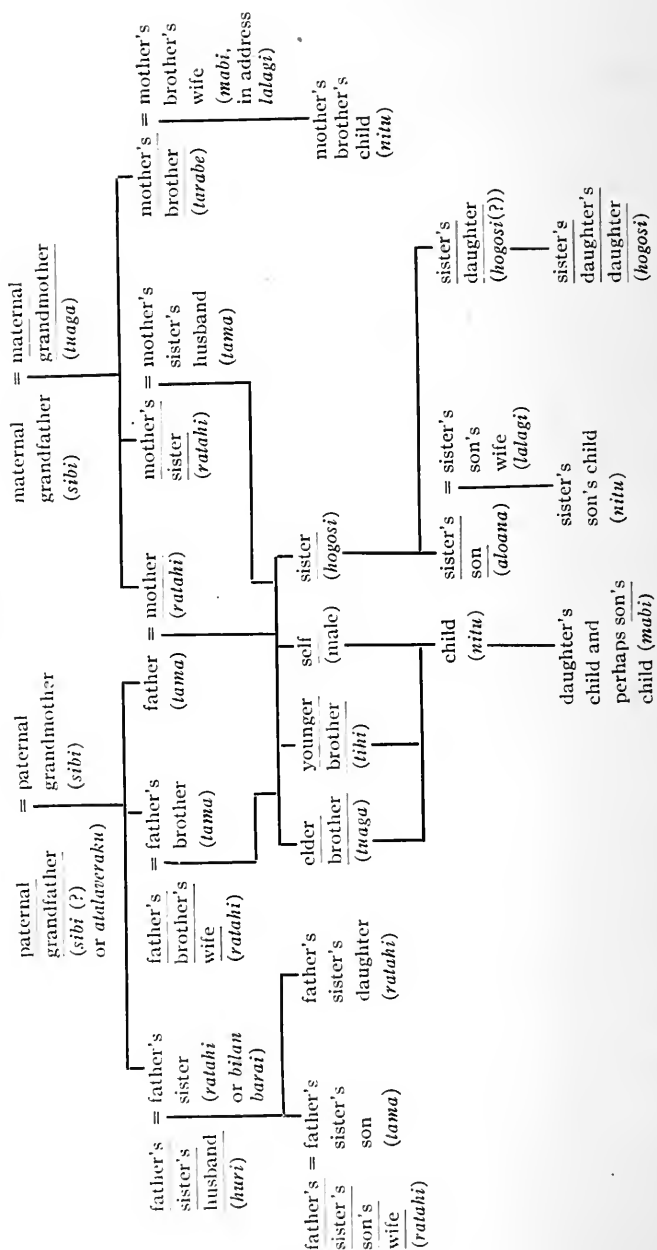 paternal
grandfather
(sibi (?)
or atalaveraku)
= paternal
grandmother
(sibi)
maternal
grandfather
(sibi)
= maternal
grandmother
(tuaga)
father's
sister's
husband
(huri)
= father's
sister
(ratahi
or bilan
barai)
father's
brother's
wife
(ratahi)
= father's
brother
(tama)
father
(tama)
= mother
(ratahi)
mother's
sister
(ratahi)
= mother's
sister's
husband
(tama)
mother's
brother
(tarabe)
= mother's
brother's
wife
(mabi,
in address
lalagi)
father's
sister's
son's
wife
(ratahi)
= father's
sister's
son
(tama)
father's
sister's
daughter
(ratahi)
elder
brother
(tuaga)
younger
brother
(tihi)
self
(male)
sister
(hogosi)
mother's
brother's
child
(nitu)
child
(nitu)
sister's
son
(aloana)
= sister's
son's
wife
(lalagi)
sister's
daughter
(hogosi(?))
daughter's
child and
perhaps son's
child (mabi)
sister's
son's child
(nitu)
sister's
daughter's
daughter
(hogosi)